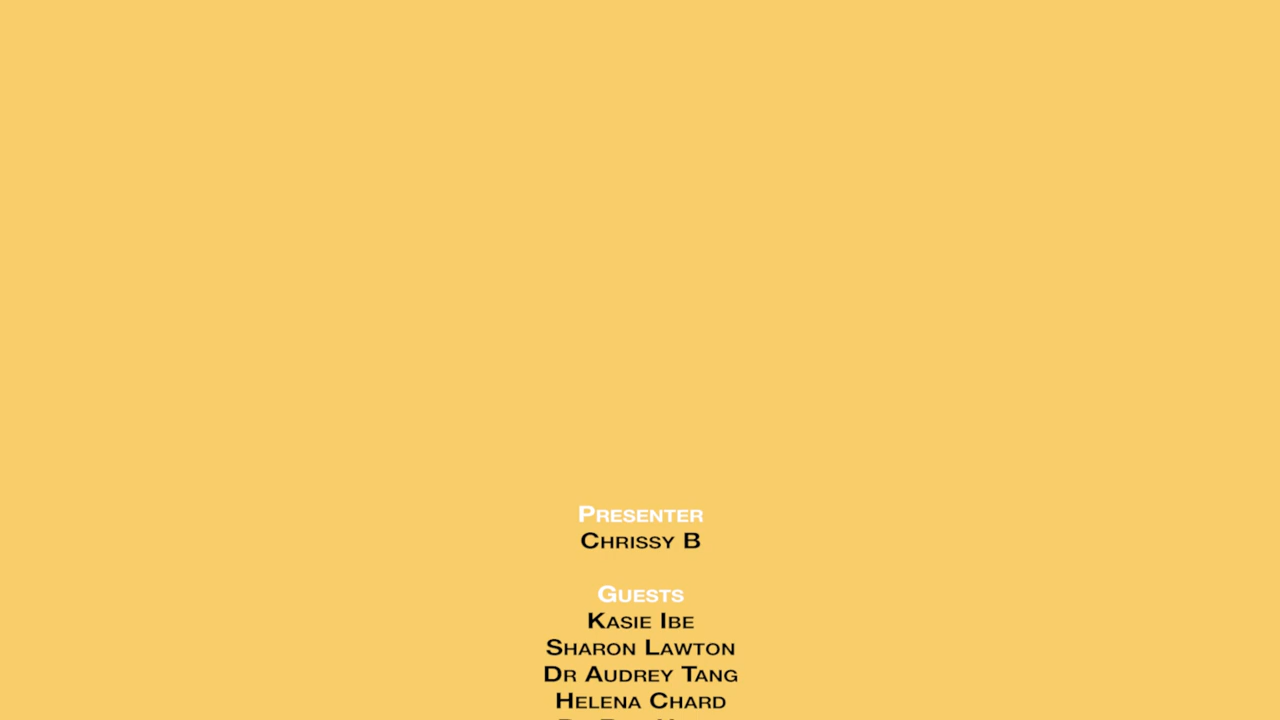 Presenter
Chrissy B
Guests
Kasie Ibe
Sharon Lawton
Dr Audrey Tang
Helena Chard